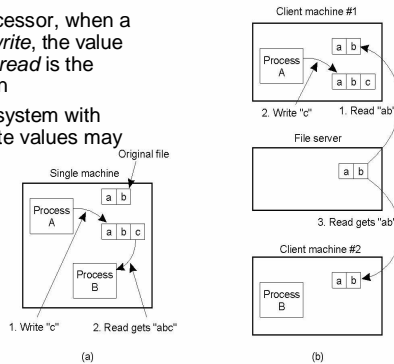 cessor, when a
write, the value
read is the
n
system with
te values may
Original file
Single machine
a b
Process
A
a b c
Process
B
1. Write "c"
2. Read gets "abc"
(a)
Client machine #1
a b
Process
A
a b c
2. Write "c"
1. Read "ab"
File server
a b
3. Read gets "ab"
Client machine #2
a b
Process
B
(b)